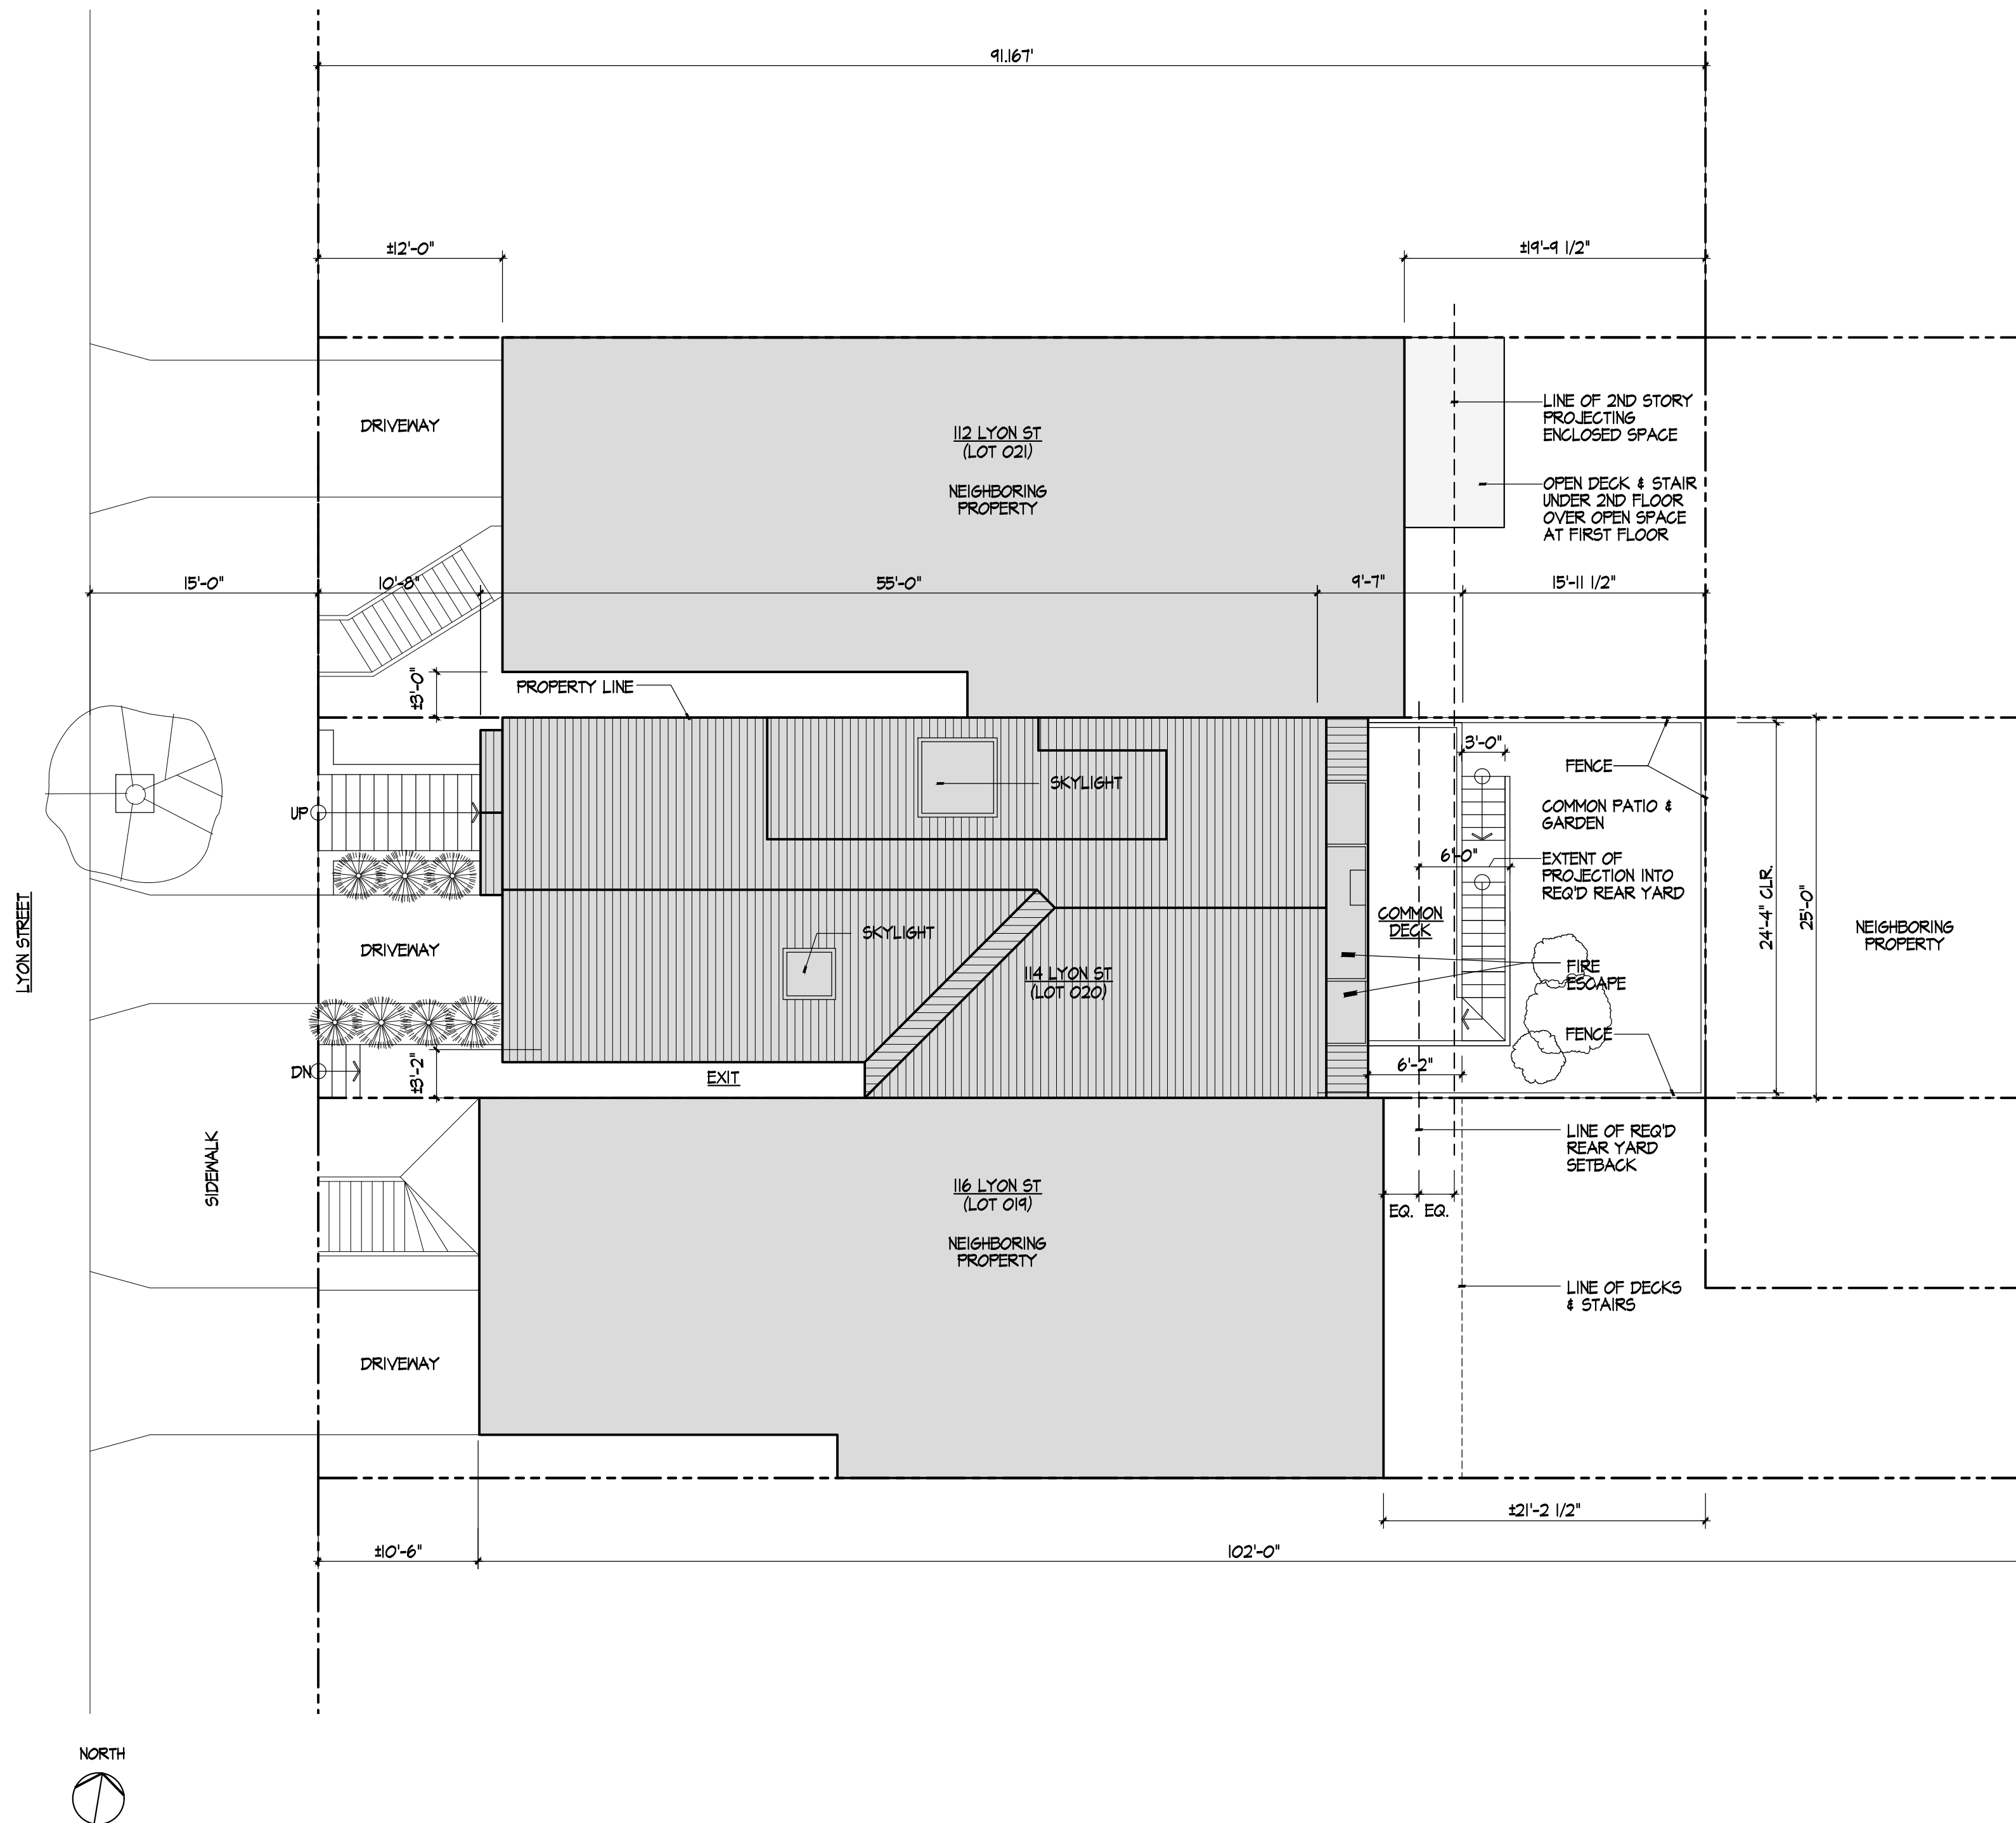 91.167'
±12'-0"
±19'-9 1/2"
DRIVEWAY
112 LYON ST
(LOT 021)
NEIGHBORING
PROPERTY
LINE OF 2ND STORY
PROJECTING
ENCLOSED SPACE
OPEN DECK & STAIR
UNDER 2ND FLOOR
OVER OPEN SPACE
AT FIRST FLOOR
15'-0"
10'-8"
55'-0"
9'-7"
15'-11 1/2"
±3'-0"
PROPERTY LINE
3'-0"
FENCE
SKYLIGHT
UP
COMMON PATIO &
GARDEN
6'-0"
EXTENT OF
PROJECTION INTO
REQ'D REAR YARD
24'-4" CLR.
25'-0"
LYON STREET
DRIVEWAY
SKYLIGHT
COMMON
DECK
NEIGHBORING
PROPERTY
114 LYON ST
(LOT 020)
FIRE
ESCAPE
FENCE
DN
±3'-2"
EXIT
6'-2"
SIDEWALK
LINE OF REQ'D
REAR YARD
SETBACK
116 LYON ST
(LOT 019)
EQ. EQ.
NEIGHBORING
PROPERTY
LINE OF DECKS
& STAIRS
DRIVEWAY
±21'-2 1/2"
±10'-6"
102'-0"
NORTH